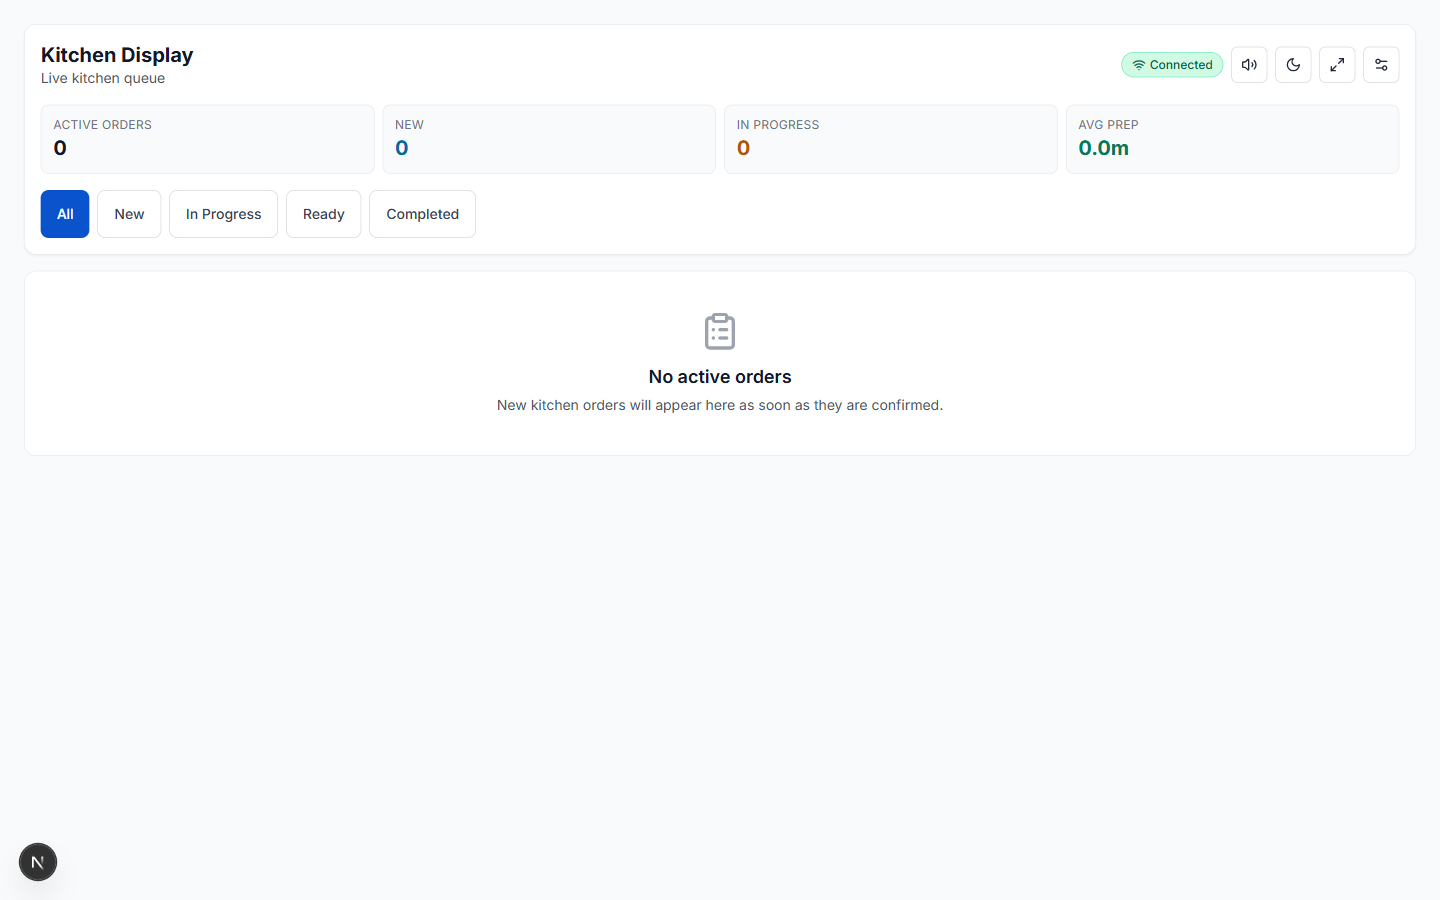 Kitchen Display
Live kitchen queue
Connected
ACTIVE ORDERS
0
NEW
0
IN PROGRESS
0
AVG PREP
0.0m
All
New
In Progress
Ready
Completed
No active orders
New kitchen orders will appear here as soon as they are confirmed.
N